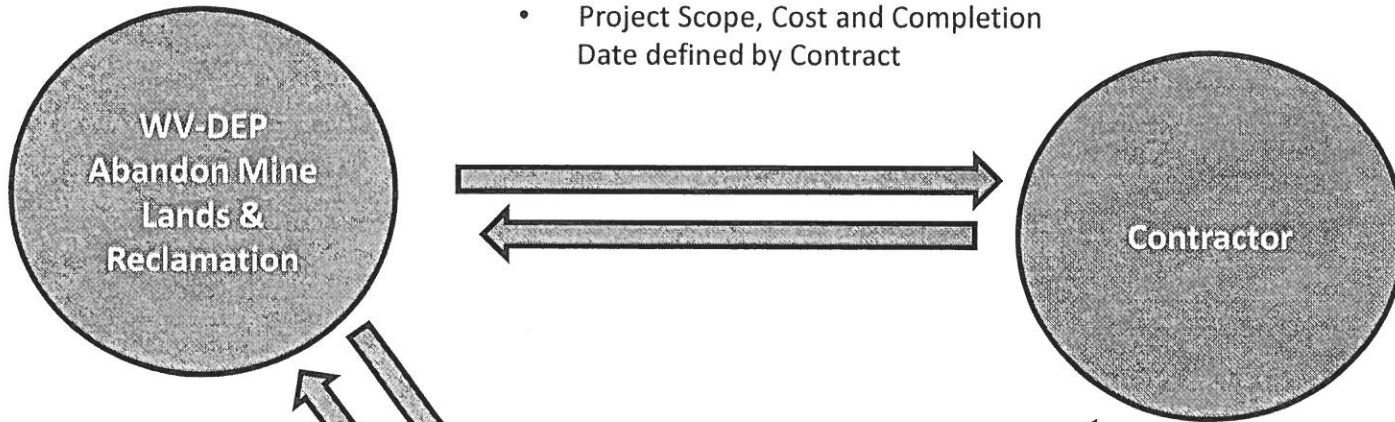 • Project Scope, Cost and Completion
Date defined by Contract
WV-DEP
Abandon Mine
Lands &
Reclamation
Contractor